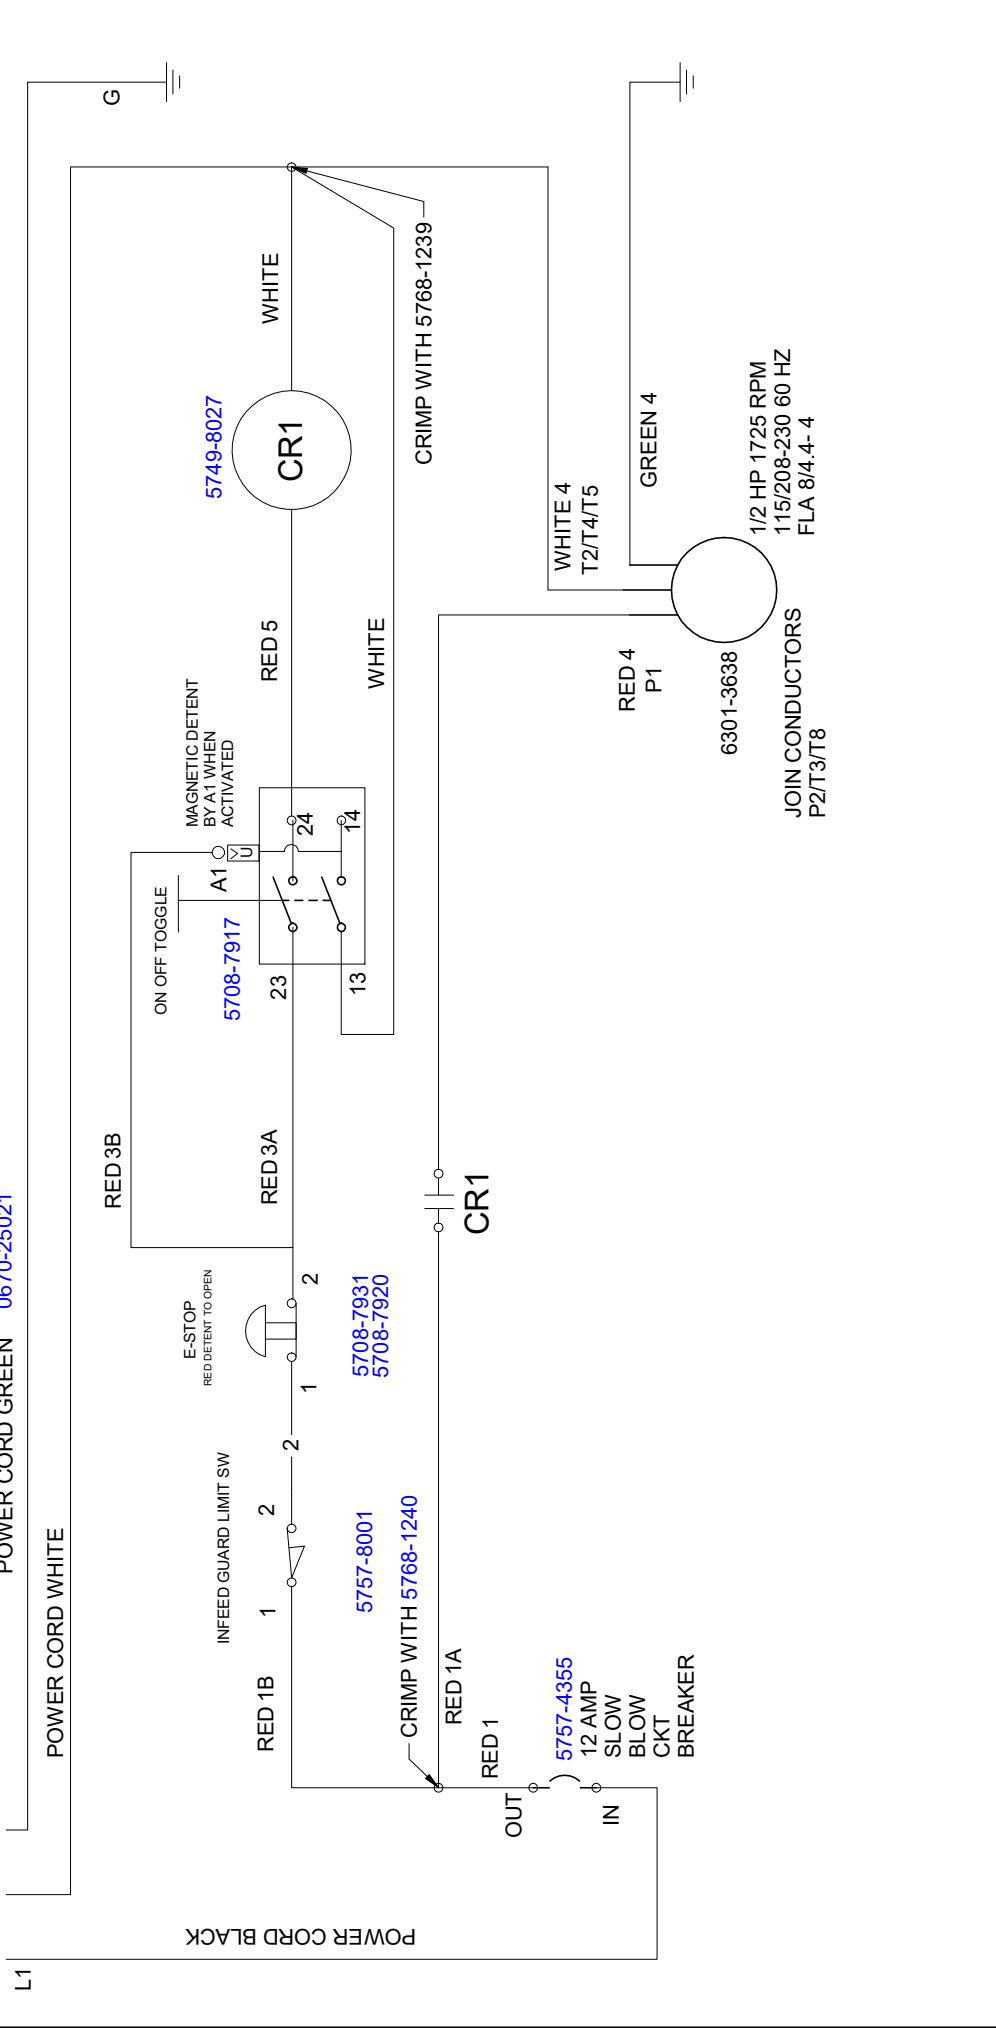 L1
POWER CORD BLACK
POWER CORD WHITE
POWER CORD GREEN 0670-25021
G
RED 1B
1
INFEED GUARD LIMIT SW
2
5757-8001
2
1
E-STOP
RED DETENT TO OPEN
2
5708-7931
5708-7920
RED 3B
RED 3A
ON OFF TOGGLE
5708-7917
A1
MAGNETIC DETENT
BY A1 WHEN
ACTIVATED
23
13
24
14
RED 5
WHITE
5749-8027
CR1
WHITE
CRIMP WITH 5768-1239
CRIMP WITH 5768-1240
RED 1A
RED 1
OUT
IN
5757-4355
12 AMP
SLOW
BLOW
CKT
BREAKER
CR1
RED 4
P1
WHITE 4
T2/T4/T5
GREEN 4
6301-3638
1/2 HP 1725 RPM
115/208-230 60 HZ
FLA 8/4.4- 4
JOIN CONDUCTORS
P2/T3/T8